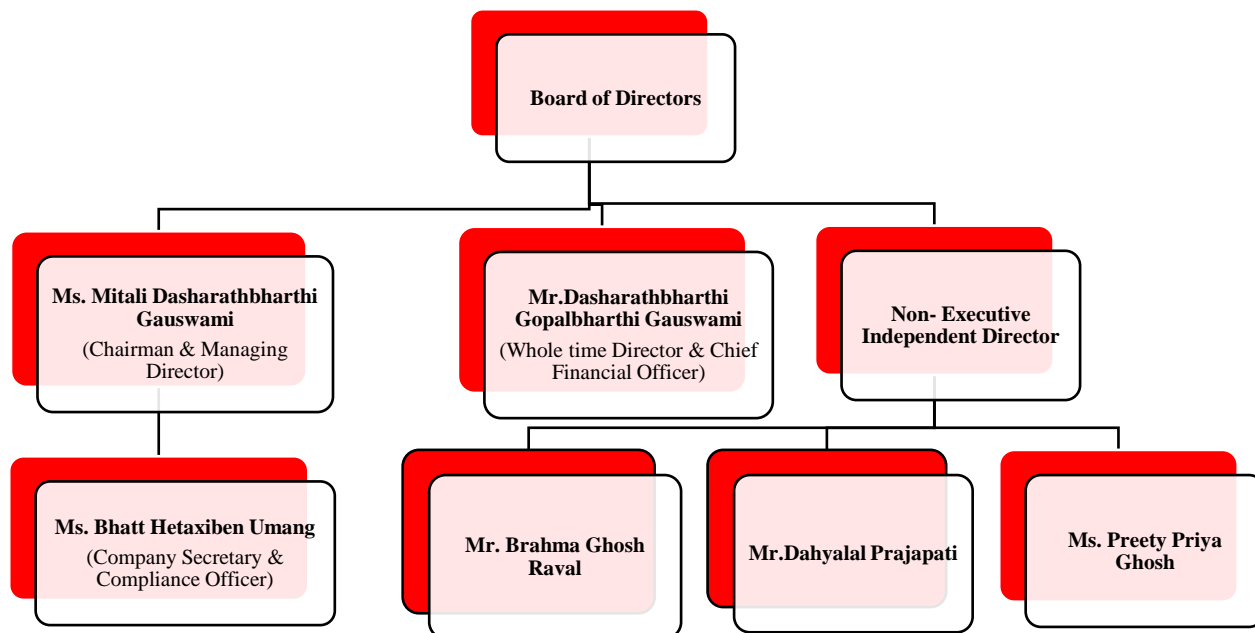 Board of Directors
Ms. Mitali Dasharathbharthi
Gauswami
(Chairman & Managing
Director)
Mr.Dasharathbharthi
Gopalbharthi Gauswami
(Whole time Director & Chief
Financial Officer)
Non- Executive
Independent Director
Ms. Bhatt Hetaxiben Umang
(Company Secretary &
Compliance Officer)
Mr. Brahma Ghosh
Raval
Mr.Dahyalal Prajapati
Ms. Preety Priya
Ghosh